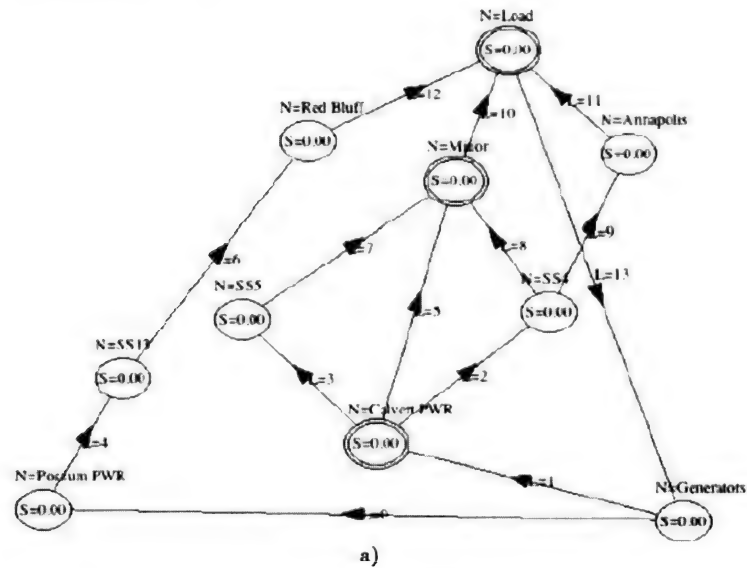 N=Load
S=0.00
L=12
L=10
L=11
N=Red Bluff
S=0.00
N=Annapolis
S=0.00
S=0.00
L=6
L=7
L=8
L=9
L=13
N=SS5
S=0.00
L=5
S=0.00
N=SS13
S=0.00
L=3
L=2
N=Calvert PWR
S=0.00
L=4
N=Possum PWR
S=0.00
L=0
L=1
N=Generators
S=0.00
a)